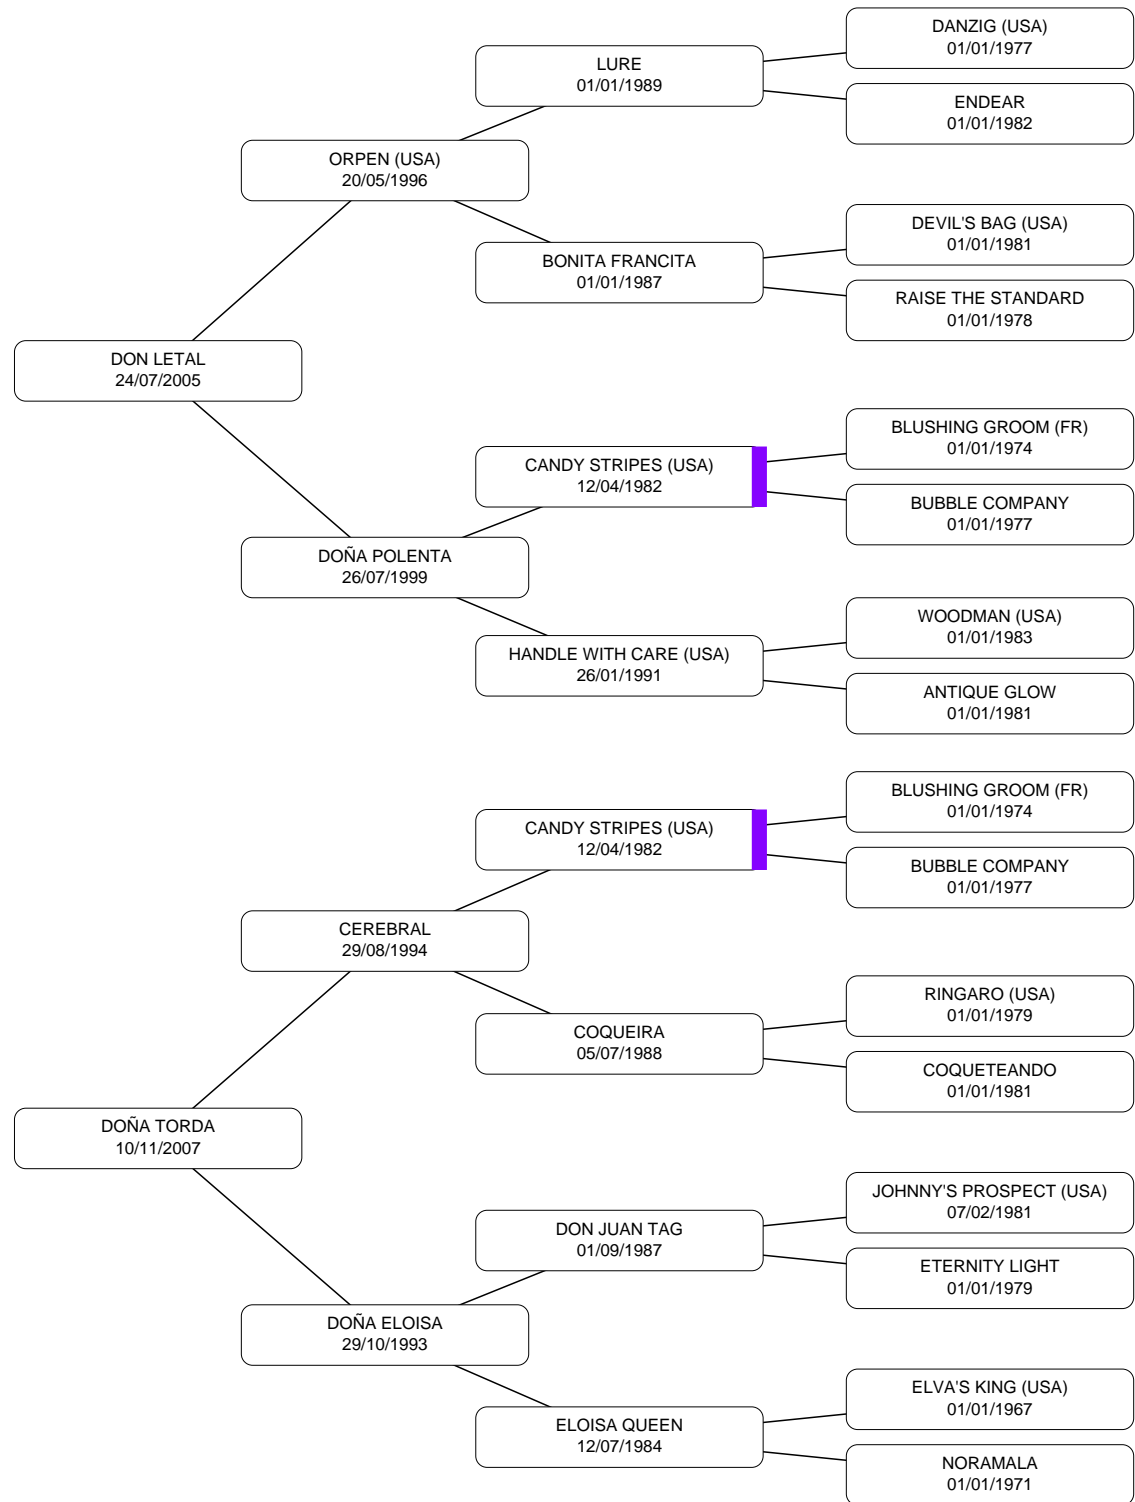 DANZIG (USA)
01/01/1977
LURE
01/01/1989
ENDEAR
01/01/1982
ORPEN (USA)
20/05/1996
DEVIL'S BAG (USA)
01/01/1981
BONITA FRANCITA
01/01/1987
RAISE THE STANDARD
01/01/1978
DON LETAL
24/07/2005
BLUSHING GROOM (FR)
01/01/1974
CANDY STRIPES (USA)
12/04/1982
BUBBLE COMPANY
01/01/1977
DOÑA POLENTA
26/07/1999
WOODMAN (USA)
01/01/1983
HANDLE WITH CARE (USA)
26/01/1991
ANTIQUE GLOW
01/01/1981
BLUSHING GROOM (FR)
01/01/1974
CANDY STRIPES (USA)
12/04/1982
BUBBLE COMPANY
01/01/1977
CEREBRAL
29/08/1994
RINGARO (USA)
01/01/1979
COQUEIRA
05/07/1988
COQUETEANDO
01/01/1981
DOÑA TORDA
10/11/2007
JOHNNY'S PROSPECT (USA)
07/02/1981
DON JUAN TAG
01/09/1987
ETERNITY LIGHT
01/01/1979
DOÑA ELOISA
29/10/1993
ELVA'S KING (USA)
01/01/1967
ELOISA QUEEN
12/07/1984
NORAMALA
01/01/1971